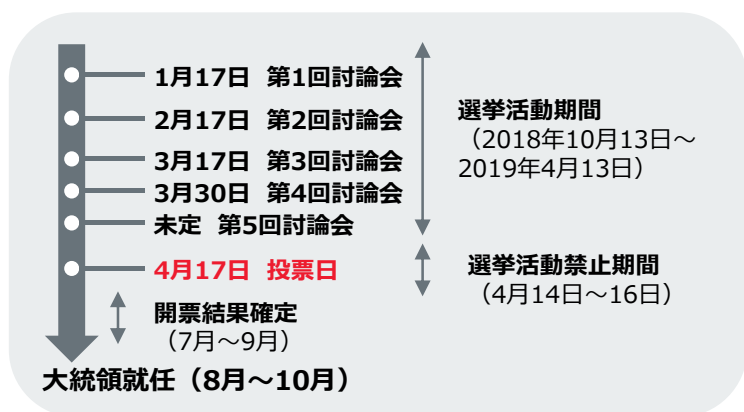 1月17日 第1回討論会
2月17日 第2回討論会
3月17日 第3回討論会
3月30日 第4回討論会
未定 第5回討論会
4月17日 投票日
開票結果確定
（7月～9月）
大統領就任（8月～10月）
選挙活動期間
（2018年10月13日～
2019年4月13日）
選挙活動禁止期間
（4月14日～16日）